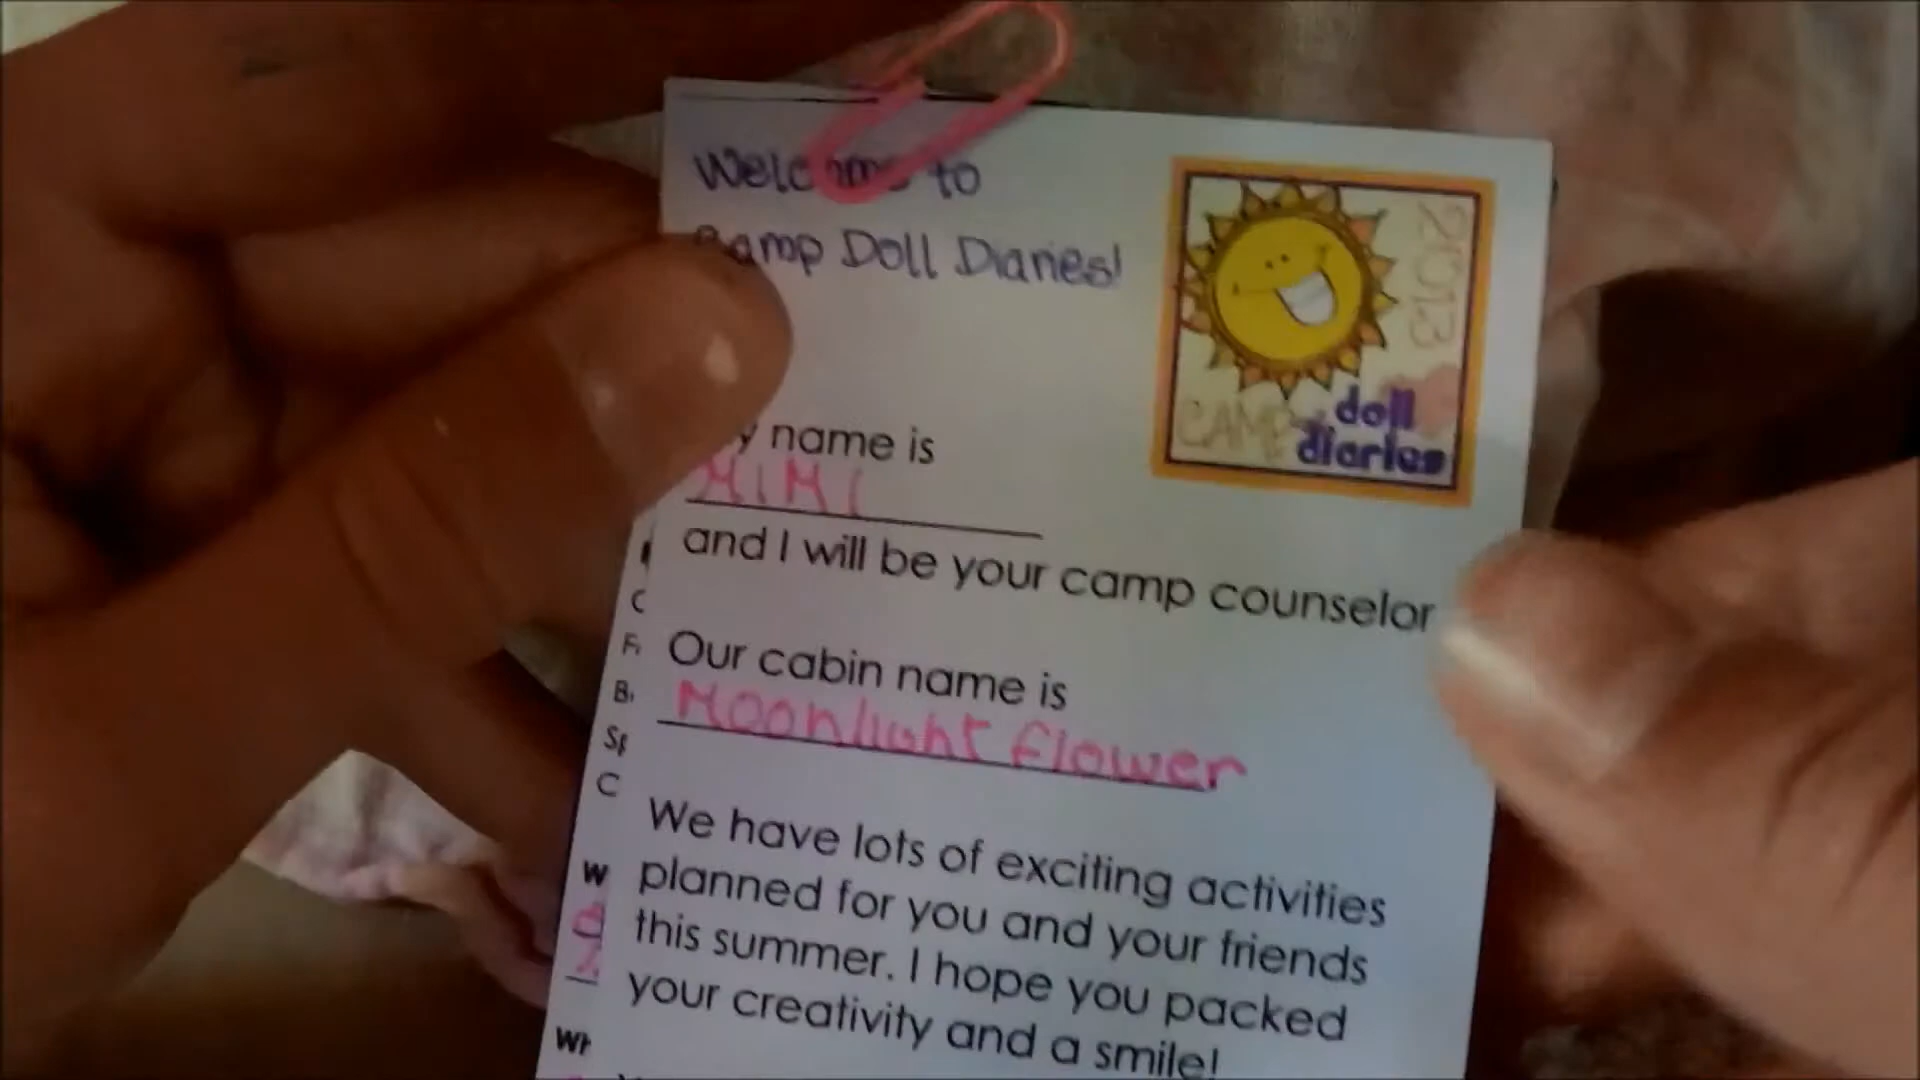 Welcome to
Camp Doll Diaries!
2013
CAMP
doll
diaries
y name is
MiMi
and I will be your camp counselor
Our cabin name is
Moonlight flower
We have lots of exciting activities
planned for you and your friends
this summer. I hope you packed
your creativity and a smile!
C
B
Sp
C
W
Wh